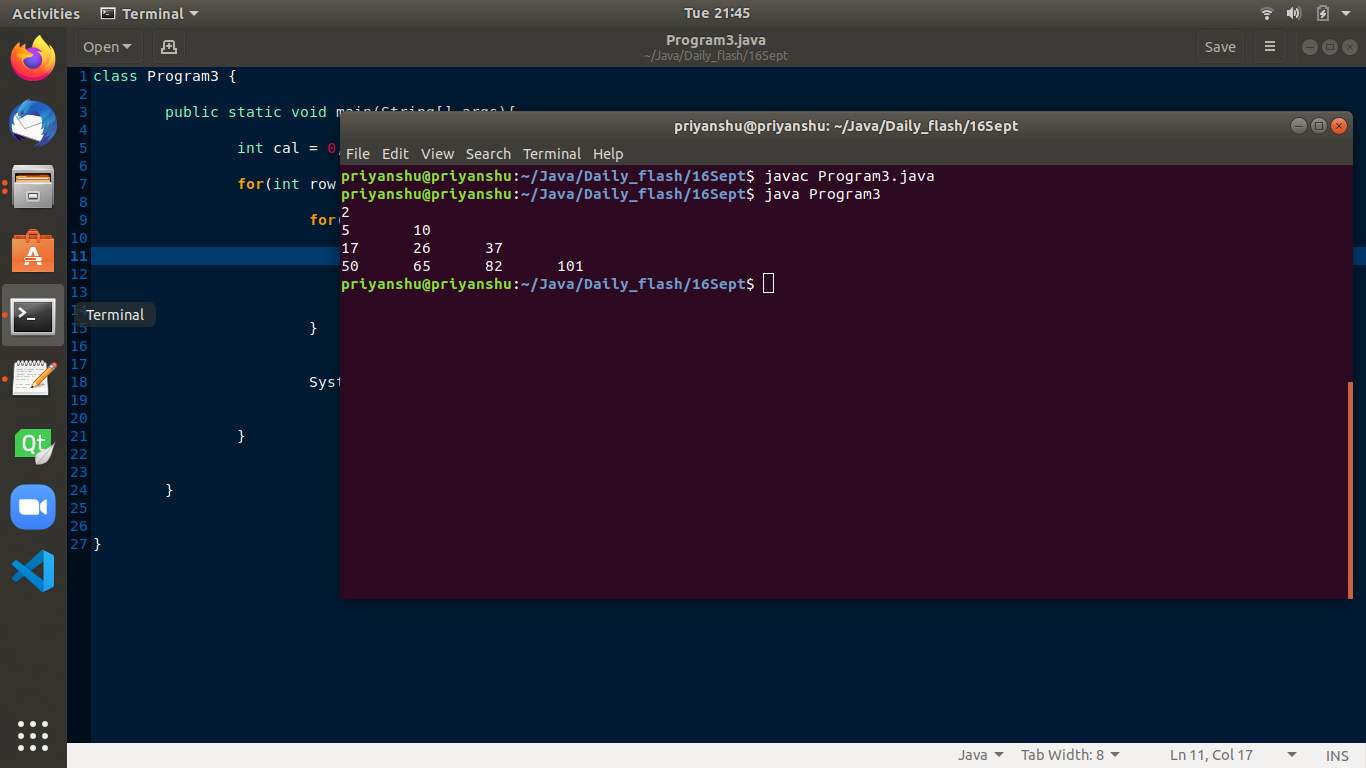 Activities Terminal Tue 21:45
Open Program3.java Save
~/Java/Daily_flash/16Sept
1 class Program3 {
2
3 public static void main(String[] args){
4
5 int cal = 0
6
7 for(int row
8
9 for
10
11
12
13
14
15 }
16
17
18 Syst
19
20
21 }
22
23
24 }
25
26
27 }
Terminal
priyanshu@priyanshu: ~/Java/Daily_flash/16Sept
File Edit View Search Terminal Help
priyanshu@priyanshu:~/Java/Daily_flash/16Sept$ javac Program3.java
priyanshu@priyanshu:~/Java/Daily_flash/16Sept$ java Program3
2
5 10
17 26 37
50 65 82 101
priyanshu@priyanshu:~/Java/Daily_flash/16Sept$
Qt
Java Tab Width: 8 Ln 11, Col 17 INS